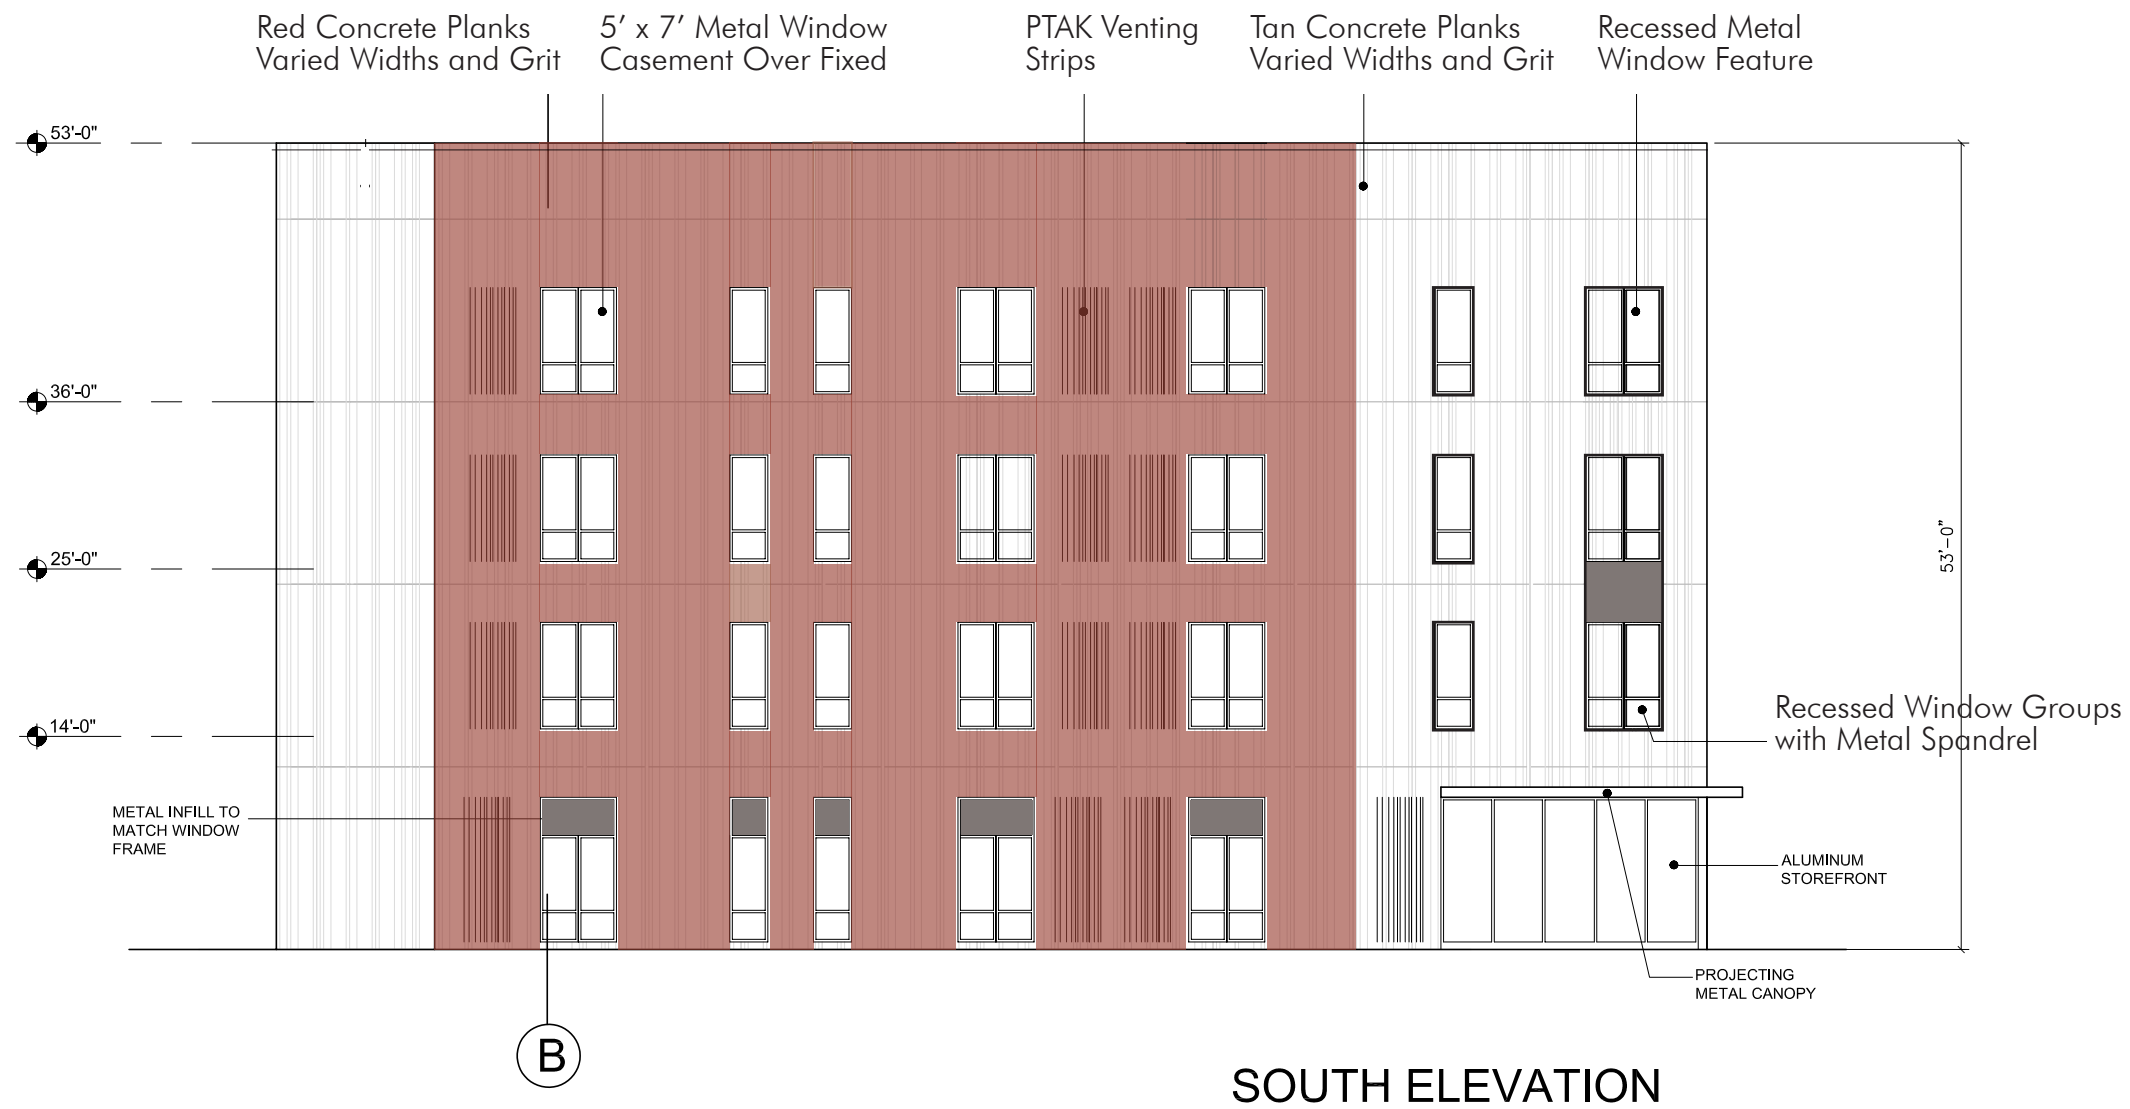 Red Concrete Planks
Varied Widths and Grit
5’ x 7’ Metal Window
Casement Over Fixed
PTAK Venting
Strips
Tan Concrete Planks
Varied Widths and Grit
Recessed Metal
Window Feature
53'-0"
36'-0"
25'-0"
53'-0"
14'-0"
Recessed Window Groups
with Metal Spandrel
METAL INFILL TO
MATCH WINDOW
FRAME
ALUMINUM
STOREFRONT
PROJECTING
METAL CANOPY
B
SOUTH ELEVATION